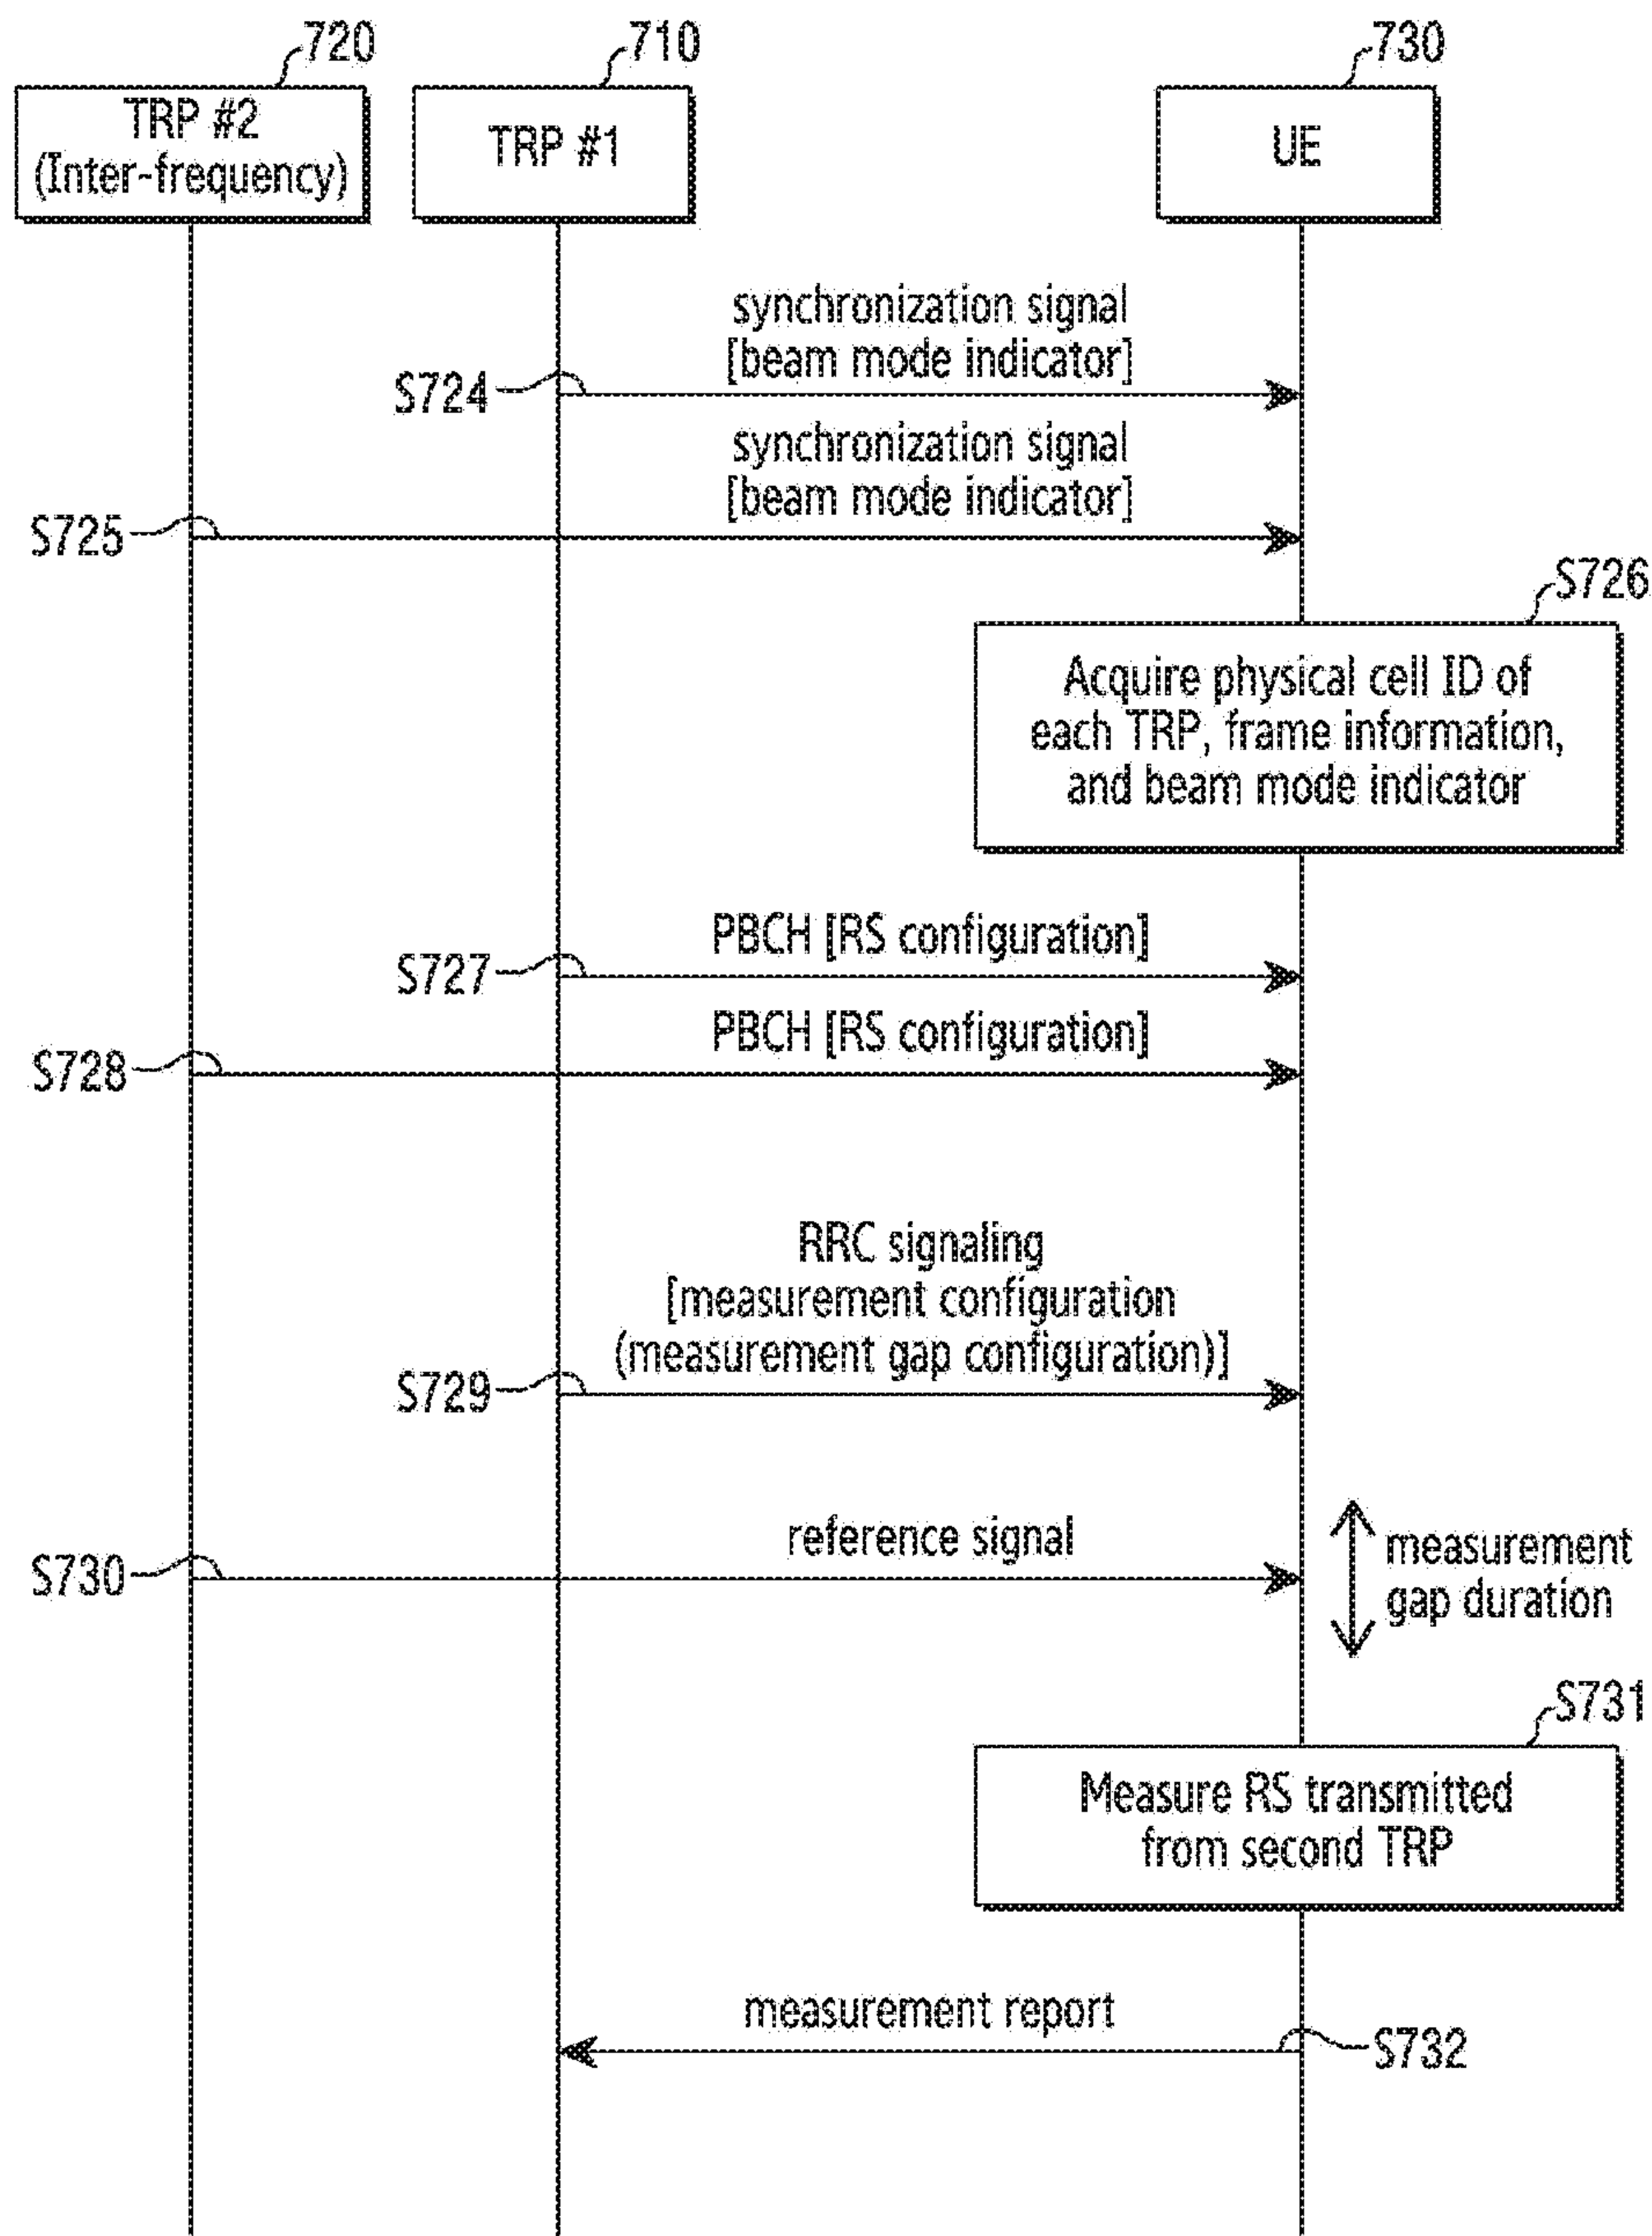 720
710
730
TRP #2
(Inter-frequency)
TRP #1
UE
synchronization signal
[beam mode indicator]
S724
synchronization signal
[beam mode indicator]
S725
S726
Acquire physical cell ID of
each TRP, frame information,
and beam mode indicator
PBCH [RS configuration]
S727
PBCH [RS configuration]
S728
RRC signaling
[measurement configuration
(measurement gap configuration)]
S729
reference signal
S730
measurement
gap duration
S731
Measure RS transmitted
from second TRP
measurement report
S732